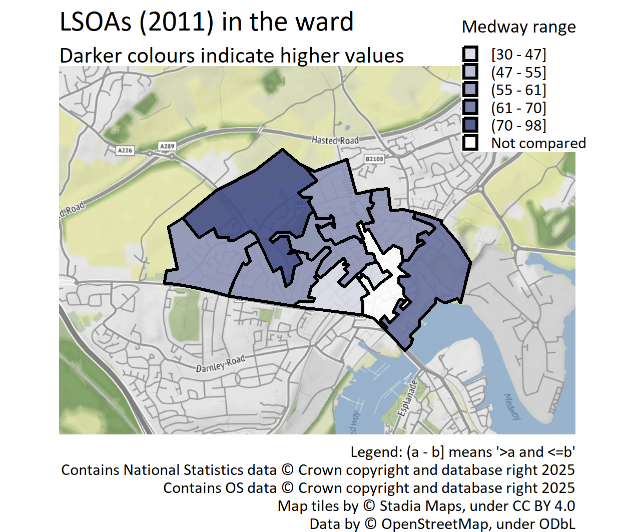 LSOAs (2011) in the ward
Darker colours indicate higher values
Medway range
[30 - 47]
(47 - 55]
(55 - 61]
(61 - 70]
(70 - 98]
Not compared
Hasted Road
A226
A289
B2108
d Road
Darnley Road
Esplanade
Medway
dway
Legend: (a - b] means '>a and <=b'
Contains National Statistics data © Crown copyright and database right 2025
Contains OS data © Crown copyright and database right 2025
Map tiles by © Stadia Maps, under CC BY 4.0
Data by © OpenStreetMap, under ODbL